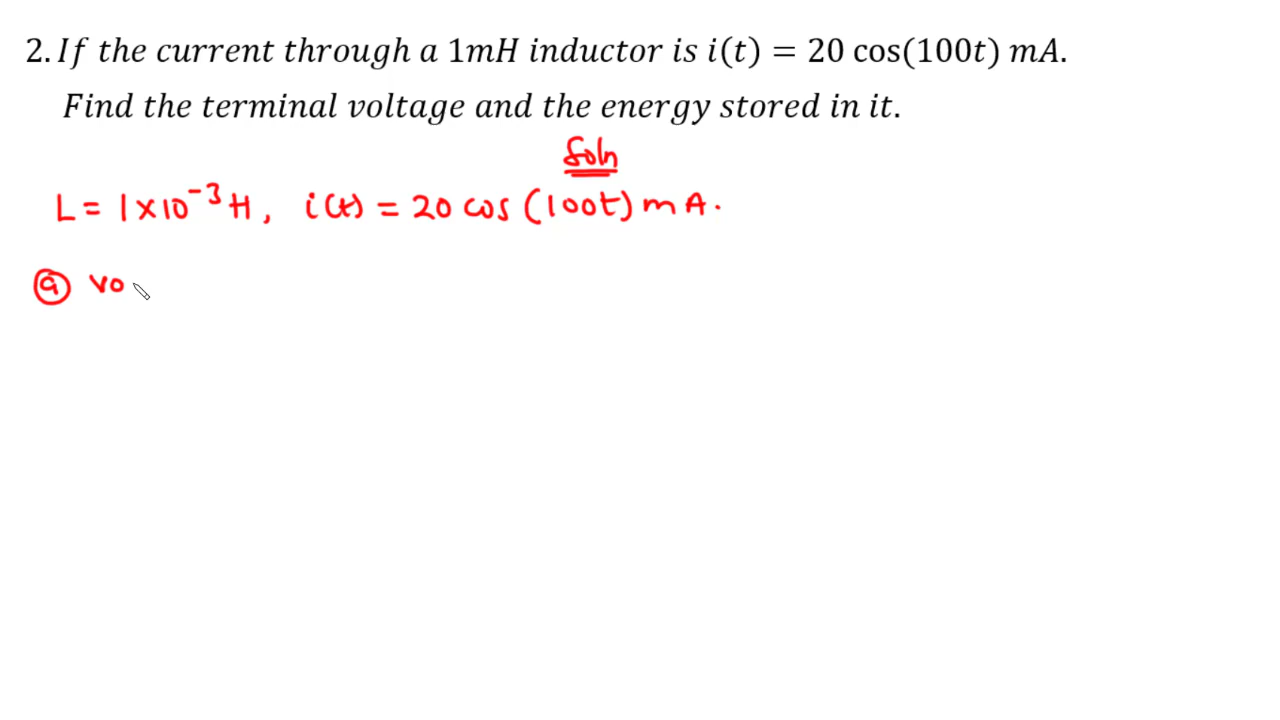 2. If the current through a 1mH inductor is i(t) = 20 cos(100t) mA.
Find the terminal voltage and the energy stored in it.
Soln
L = 1×10⁻³H, i(t) = 20 cos (100t) mA.
ⓐ vo